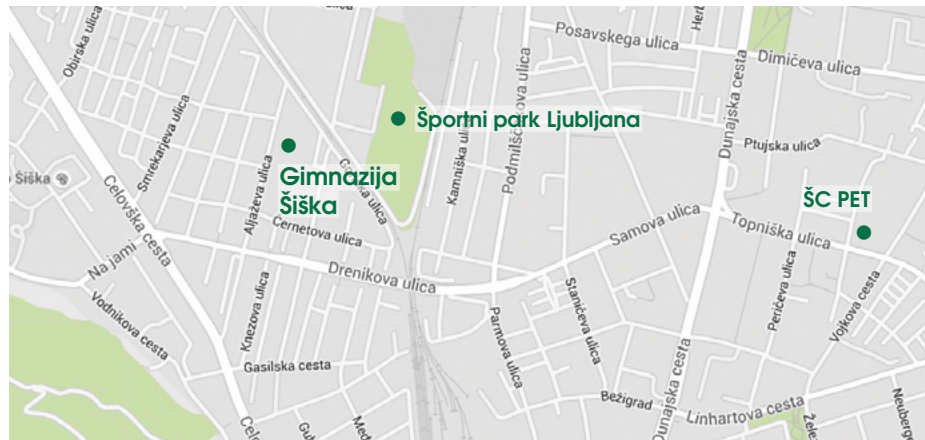 Obirska ulica
Smrekarjeva ulica
Šiška
Celovška cesta
Na jami
Vodnikova cesta
Aljaževa ulica
Gimnazija
Šiška
Černetova ulica
Knezova ulica
Gasilska cesta
Drenikova ulica
Športni park Ljubljana
Kamniška ulica
Podmilščakova ulica
Posavskega ulica
Dimičeva ulica
Dunajska cesta
Ptujska ulica
ŠC PET
Samova ulica
Topniška ulica
Staničeva ulica
Parmova ulica
Peričeva ulica
Vojkova cesta
Bežigrad
Dunajska cesta
Linhartova cesta